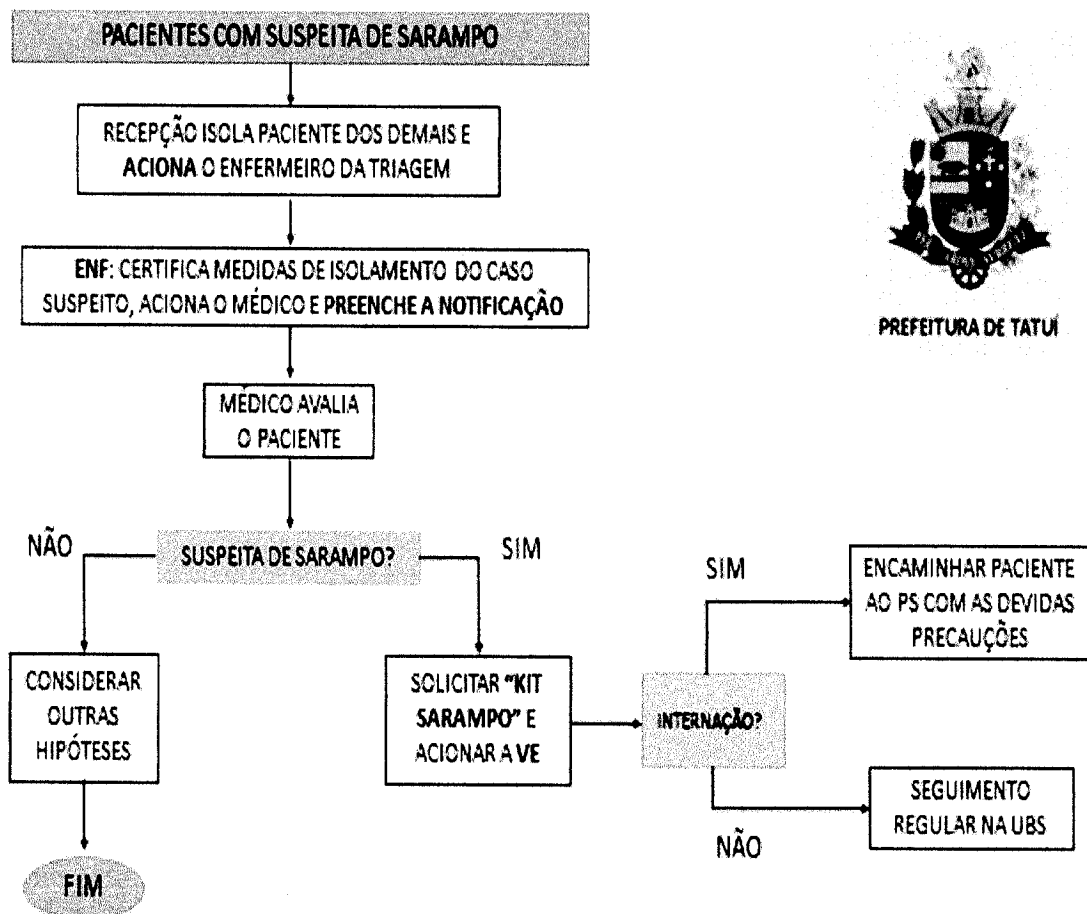 PACIENTES COM SUSPEITA DE SARAMPO
RECEPÇÃO ISOLA PACIENTE DOS DEMAIS E
ACIONA O ENFERMEIRO DA TRIAGEM
ENF: CERTIFICA MEDIDAS DE ISOLAMENTO DO CASO
SUSPEITO, ACIONA O MÉDICO E PREENCHE A NOTIFICAÇÃO
PREFEITURA DE TATUÍ
MÉDICO AVALIA
O PACIENTE
NÃO
SUSPEITA DE SARAMPO?
SIM
CONSIDERAR
OUTRAS
HIPÓTESES
FIM
SOLICITAR "KIT
SARAMPO" E
ACIONAR A VE
INTERNAÇÃO?
SIM
ENCAMINHAR PACIENTE
AO PS COM AS DEVIDAS
PRECAUÇÕES
NÃO
SEGUIMENTO
REGULAR NA UBS